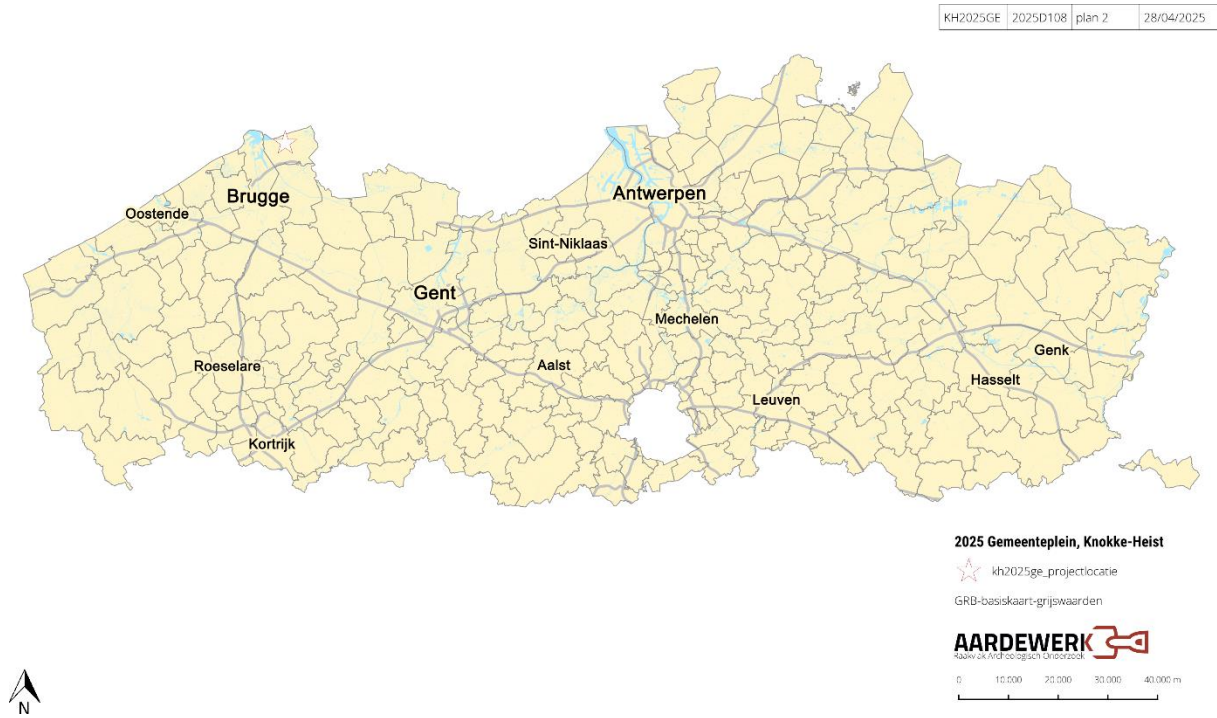 KH2025GE 2025D108 plan 2 28/04/2025
Antwerpen
Brugge
Oostende
Sint-Niklaas
Gent
Mechelen
Genk
Roeselare
Aalst
Hasselt
Leuven
Kortrijk
2025 Gemeenteplein, Knokke-Heist
kh2025ge_projectlocatie
GRB-basiskaart-grijswaarden
AARDEWERK
Raakvlak Archeologisch Onderzoek
0 10.000 20.000 30.000 40.000 m
N